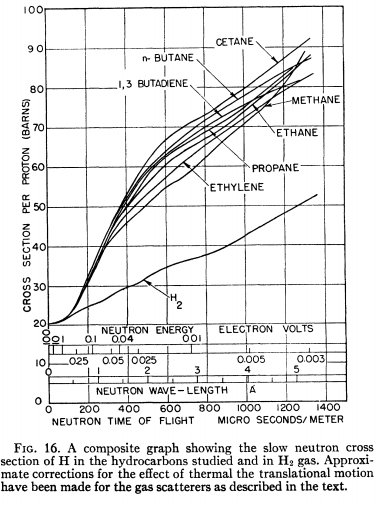 100
90
80
70
60
50
40
30
20
10
0
CROSS SECTION PER PROTON (BARNS)
CETANE
n-BUTANE
1,3 BUTADIENE
METHANE
ETHANE
PROPANE
ETHYLENE
H2
NEUTRON ENERGY ELECTRON VOLTS
1 0.1 0.04 0.01
.025 0.05 0.025 0.005 0.003
0 1 2 3 4 5
NEUTRON WAVE-LENGTH Å
0 200 400 600 800 1000 1200 1400
NEUTRON TIME OF FLIGHT MICRO SECONDS/METER
FIG. 16. A composite graph showing the slow neutron cross
section of H in the hydrocarbons studied and in H2 gas. Approxi-
mate corrections for the effect of thermal the translational motion
have been made for the gas scatterers as described in the text.